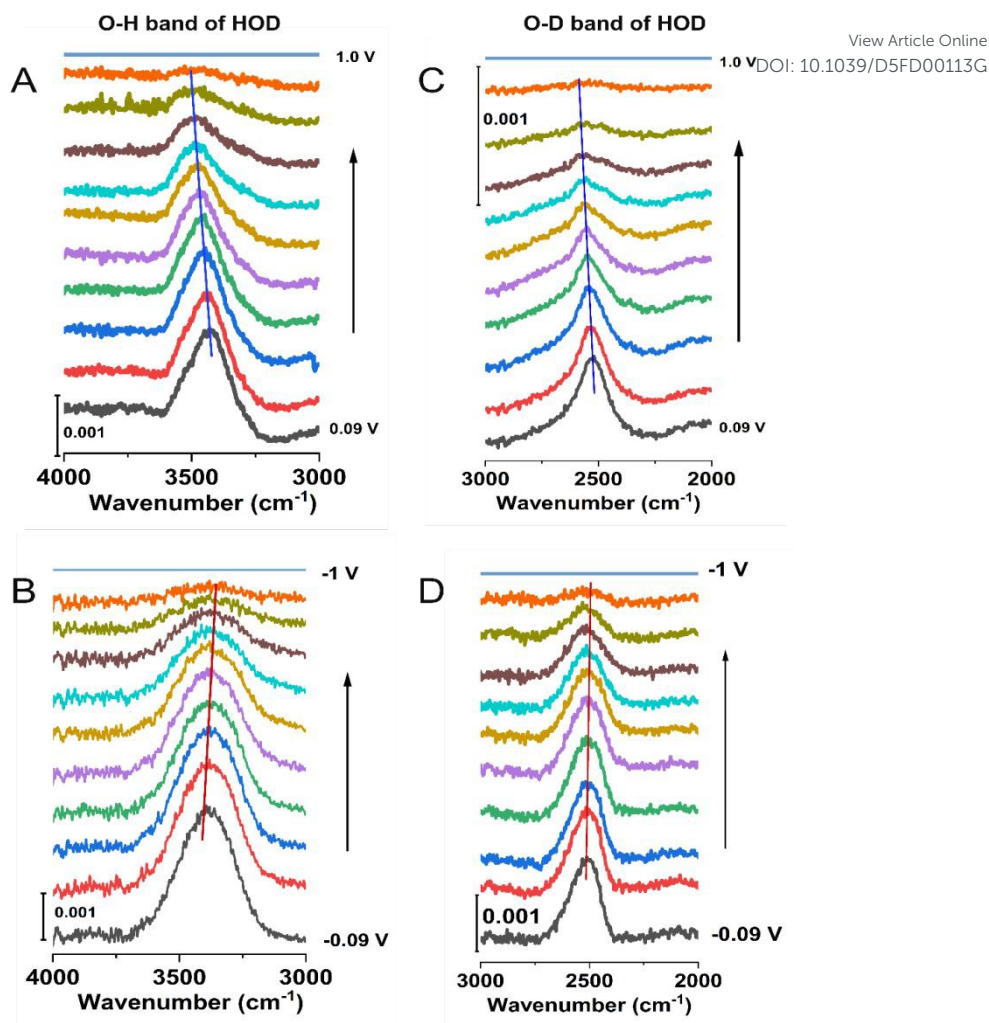 O-H band of HOD
O-D band of HOD
View Article Online
DOI: 10.1039/D5FD00113G
A
1.0 V
0.001
0.09 V
4000 3500 3000
Wavenumber (cm⁻¹)
C
1.0 V
0.001
0.09 V
3000 2500 2000
Wavenumber (cm⁻¹)
B
-1 V
0.001
-0.09 V
4000 3500 3000
Wavenumber (cm⁻¹)
D
-1 V
0.001
-0.09 V
3000 2500 2000
Wavenumber (cm⁻¹)